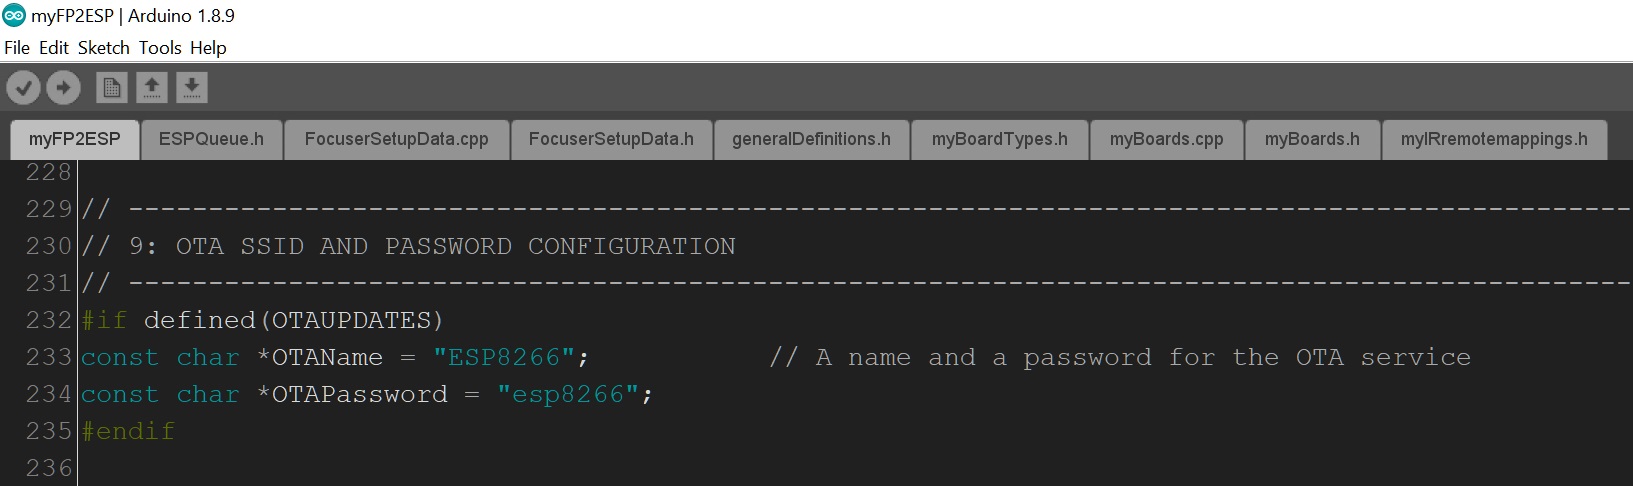 myFP2ESP | Arduino 1.8.9
File Edit Sketch Tools Help
myFP2ESP ESPQueue.h FocuserSetupData.cpp FocuserSetupData.h generalDefinitions.h myBoardTypes.h myBoards.cpp myBoards.h myIRremotemappings.h
228
229 // ----------------------------------------------------------------------------------------------
230 // 9: OTA SSID AND PASSWORD CONFIGURATION
231 // ----------------------------------------------------------------------------------------------
232 #if defined(OTAUPDATES)
233 const char *OTAName = "ESP8266";           // A name and a password for the OTA service
234 const char *OTAPassword = "esp8266";
235 #endif
236